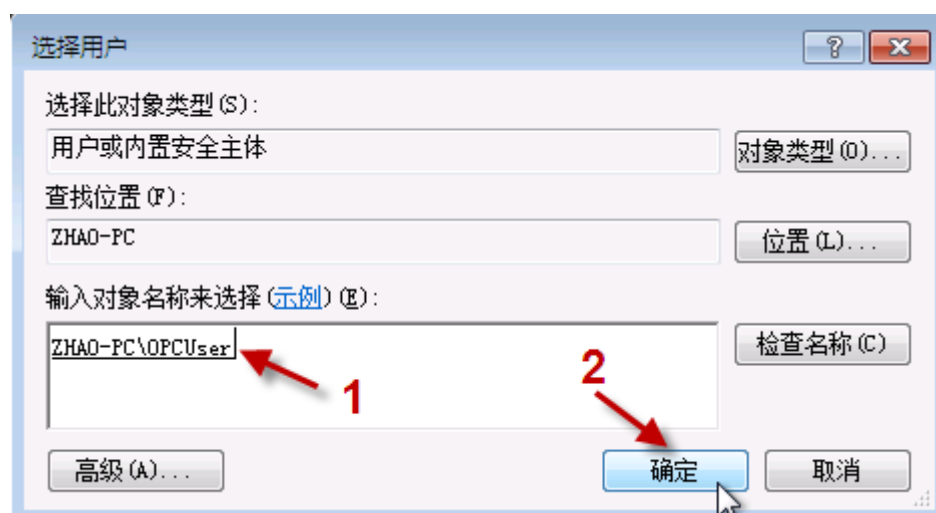 选择用户
选择此对象类型(S):
用户或内置安全主体
对象类型(O)...
查找位置(F):
ZHAO-PC
位置(L)...
输入对象名称来选择(示例)(E):
ZHAO-PC\OPCUser
检查名称(C)
1
2
高级(A)...
确定
取消